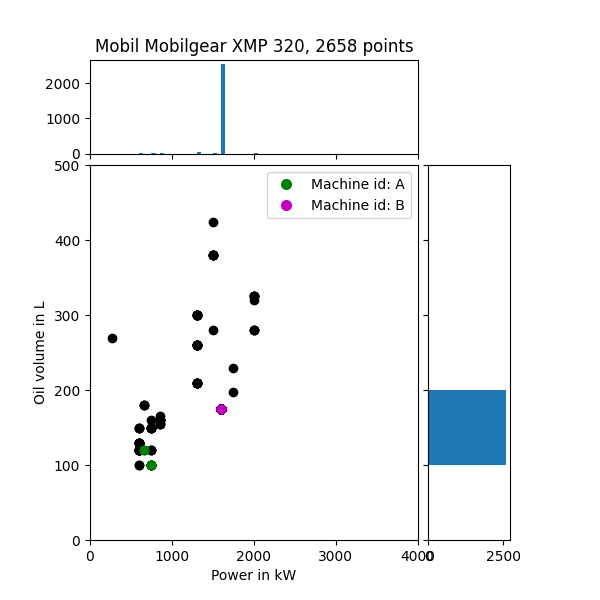 Mobil Mobilgear XMP 320, 2658 points
2000
1000
0
500
400
300
200
100
0
Oil volume in L
Machine id: A
Machine id: B
0 1000 2000 3000 4000
0 2500
Power in kW